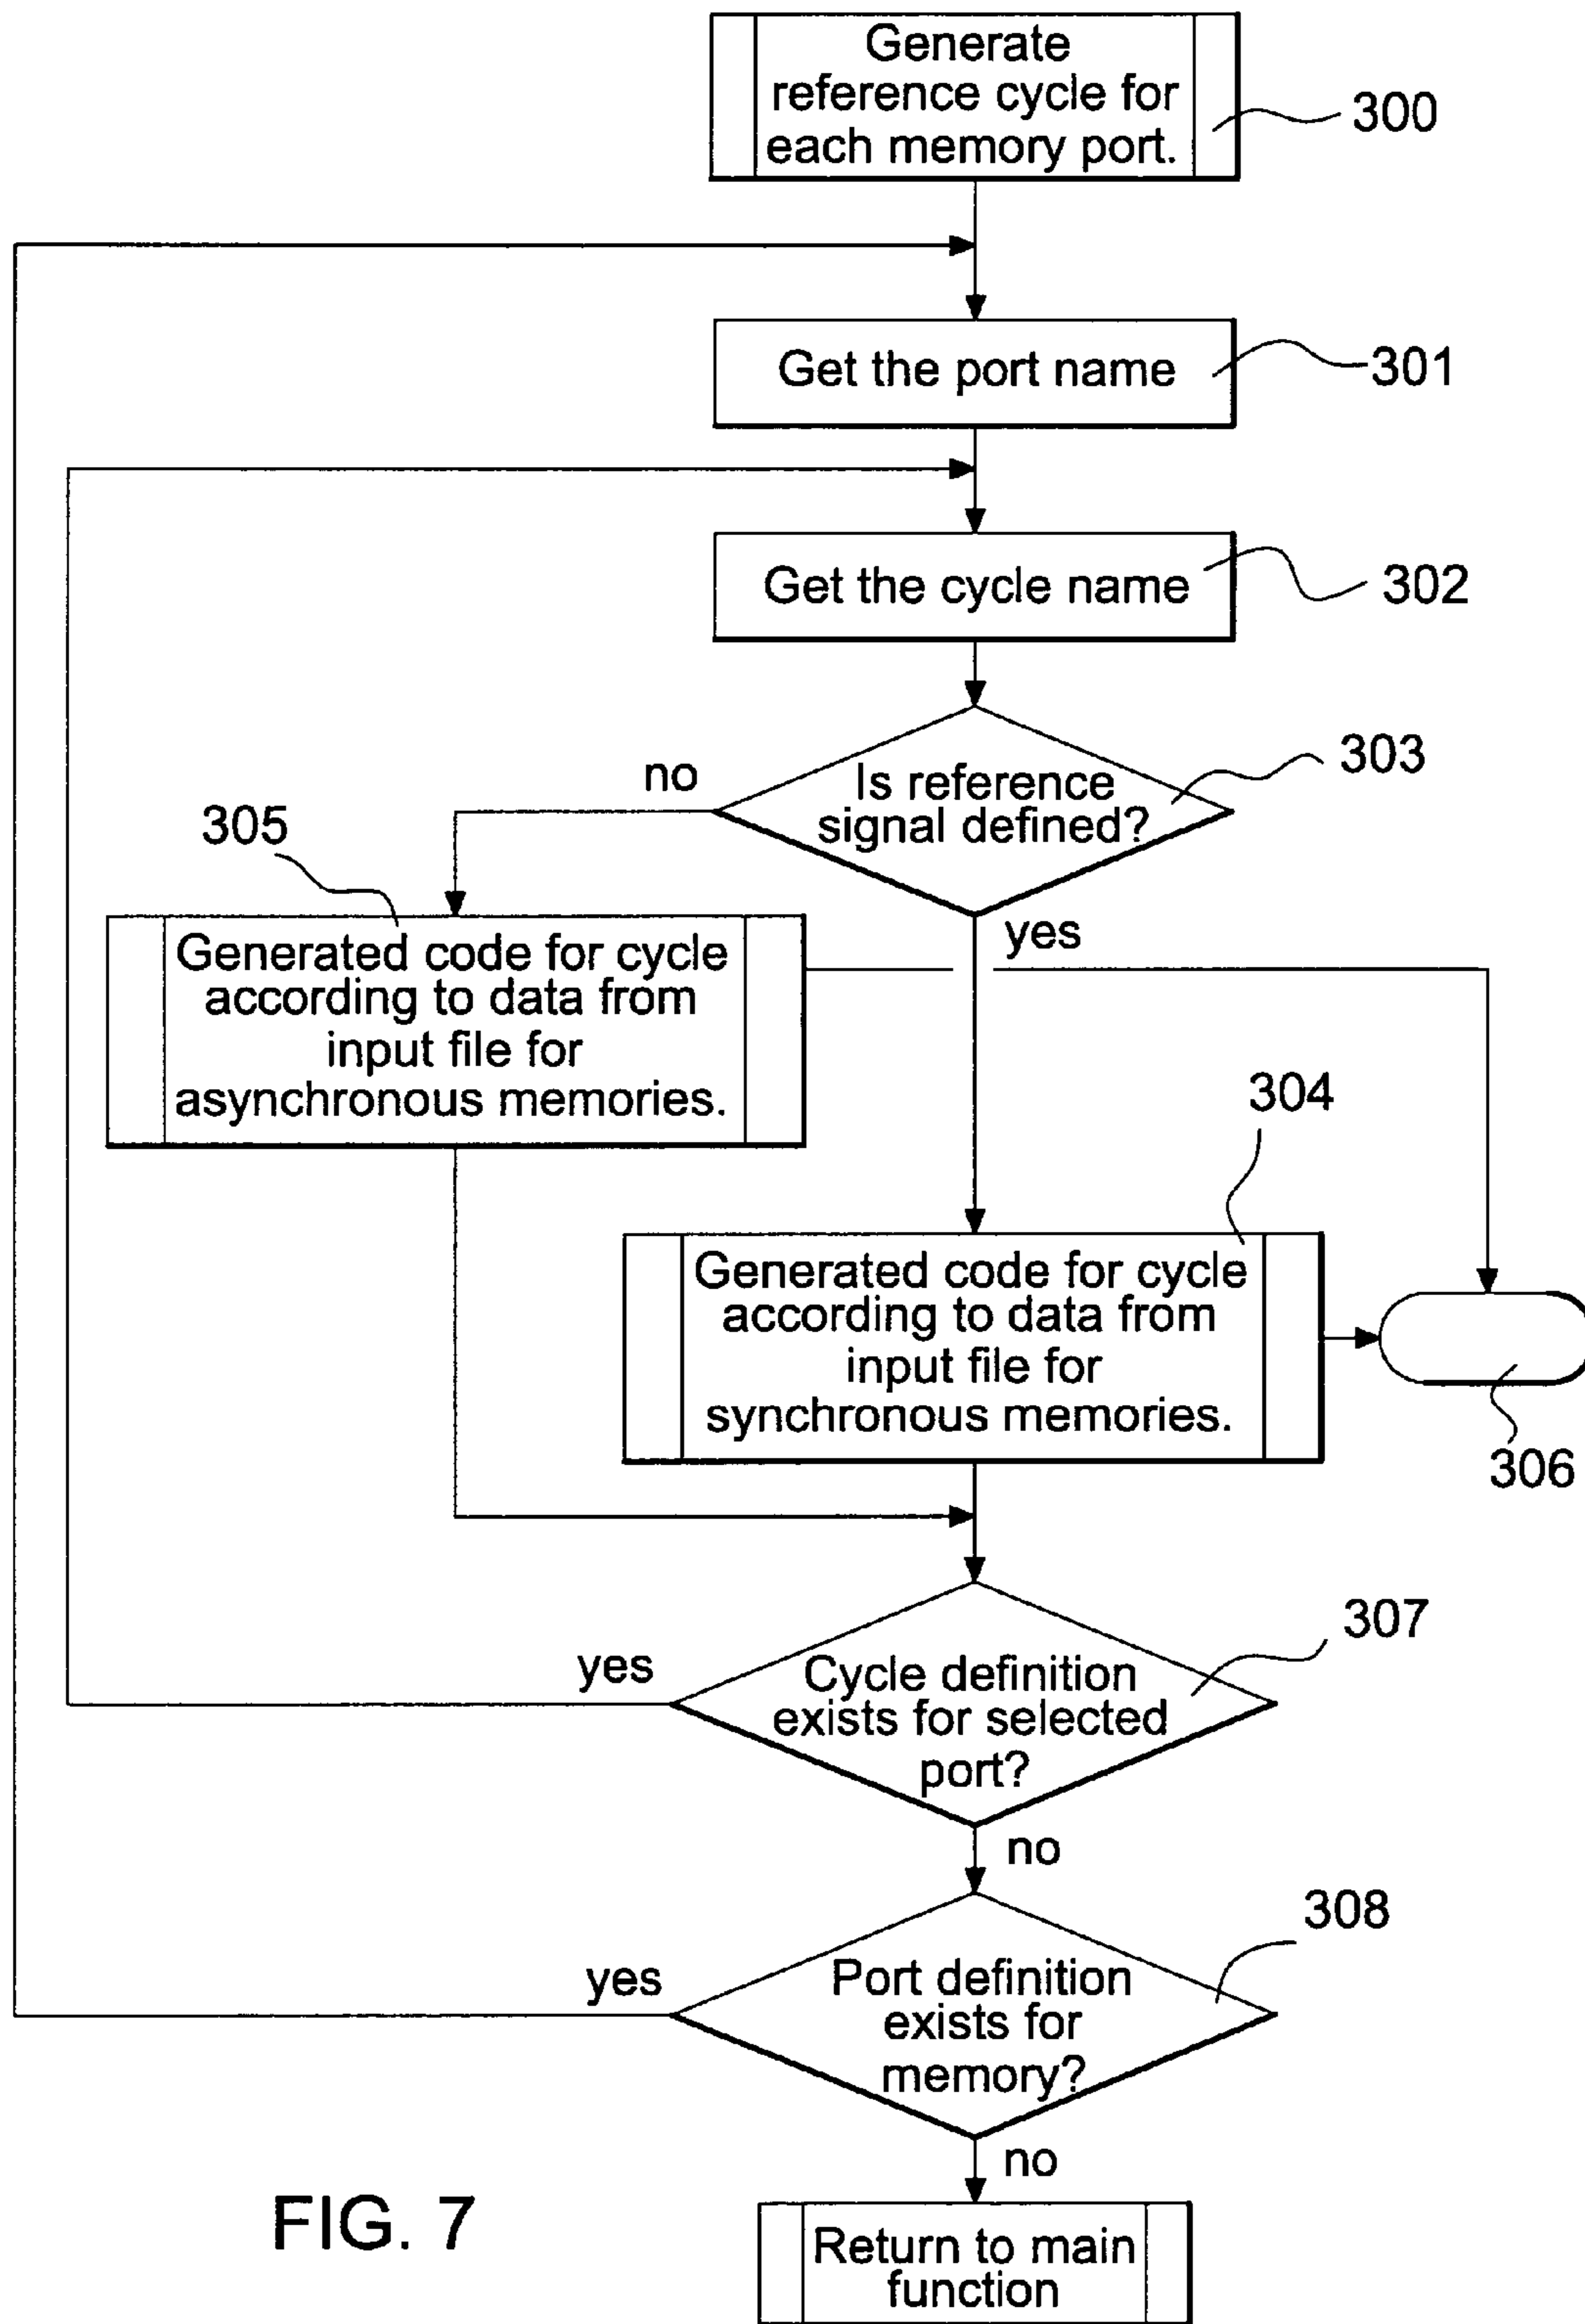 Generate
reference cycle for
each memory port.
300
Get the port name
301
Get the cycle name
302
Is reference
signal defined?
303
no
yes
305
Generated code for cycle
according to data from
input file for
asynchronous memories.
304
Generated code for cycle
according to data from
input file for
synchronous memories.
306
Cycle definition
exists for selected
port?
307
yes
no
Port definition
exists for
memory?
308
yes
no
Return to main
function
FIG. 7